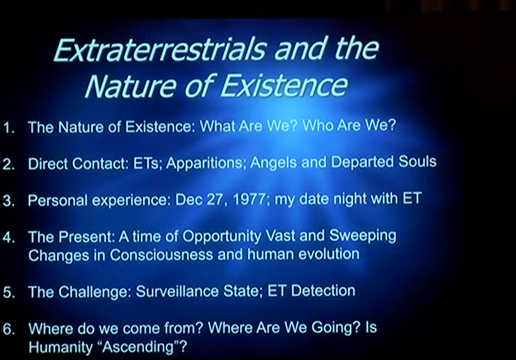 Extraterrestrials and the
Nature of Existence
1. The Nature of Existence: What Are We? Who Are We?
2. Direct Contact: ETs; Apparitions; Angels and Departed Souls
3. Personal experience: Dec 27, 1977; my date night with ET
4. The Present: A time of Opportunity Vast and Sweeping
Changes in Consciousness and human evolution
5. The Challenge: Surveillance State; ET Detection
6. Where do we come from? Where Are We Going? Is
Humanity “Ascending”?